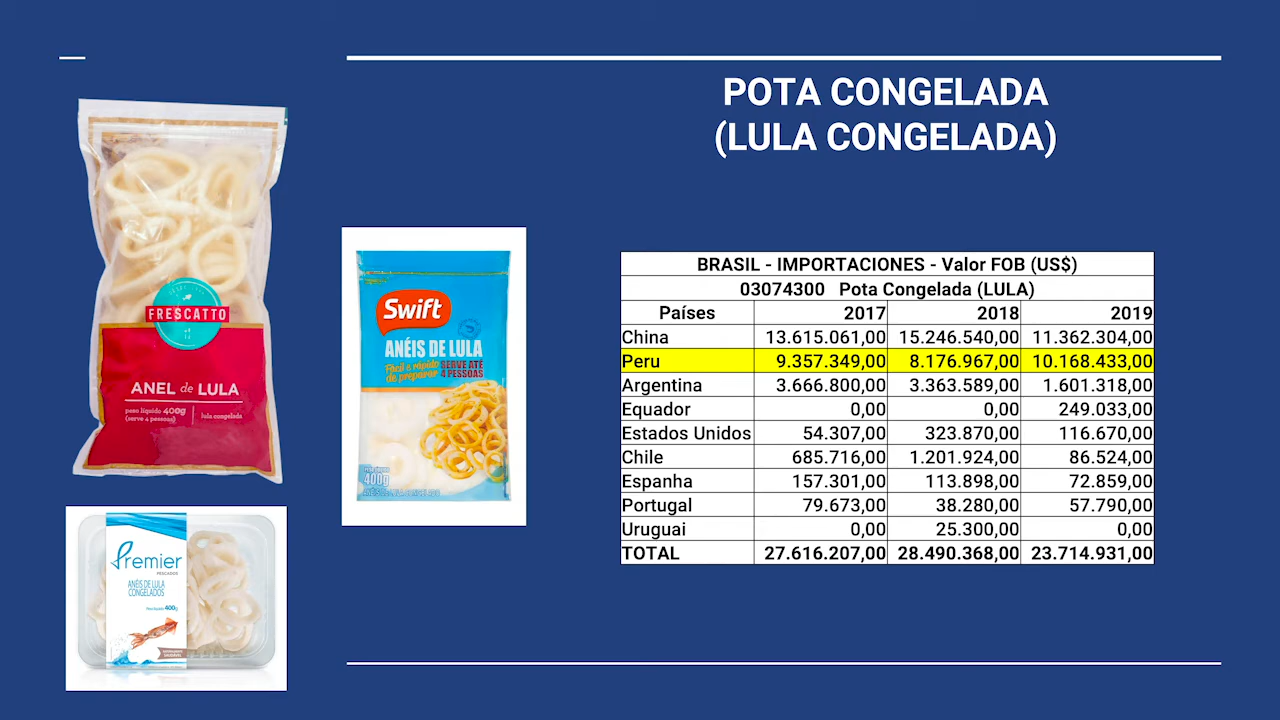 POTA CONGELADA
(LULA CONGELADA)
FRESCATTO
ANEL de LULA
peso líquido 400g
(serve 4 pessoas)
lula congelada
Swift
ANÉIS DE LULA
Fácil e rápido
de preparar
SERVE ATÉ
4 PESSOAS
400g
Premier
PESCADOS
ANÉIS DE LULA
CONGELADOS
Peso líquido 400g
BRASIL - IMPORTACIONES - Valor FOB (US$)
03074300 Pota Congelada (LULA)
Países 2017 2018 2019
China 13.615.061,00 15.246.540,00 11.362.304,00
Peru 9.357.349,00 8.176.967,00 10.168.433,00
Argentina 3.666.800,00 3.363.589,00 1.601.318,00
Equador 0,00 0,00 249.033,00
Estados Unidos 54.307,00 323.870,00 116.670,00
Chile 685.716,00 1.201.924,00 86.524,00
Espanha 157.301,00 113.898,00 72.859,00
Portugal 79.673,00 38.280,00 57.790,00
Uruguai 0,00 25.300,00 0,00
TOTAL 27.616.207,00 28.490.368,00 23.714.931,00